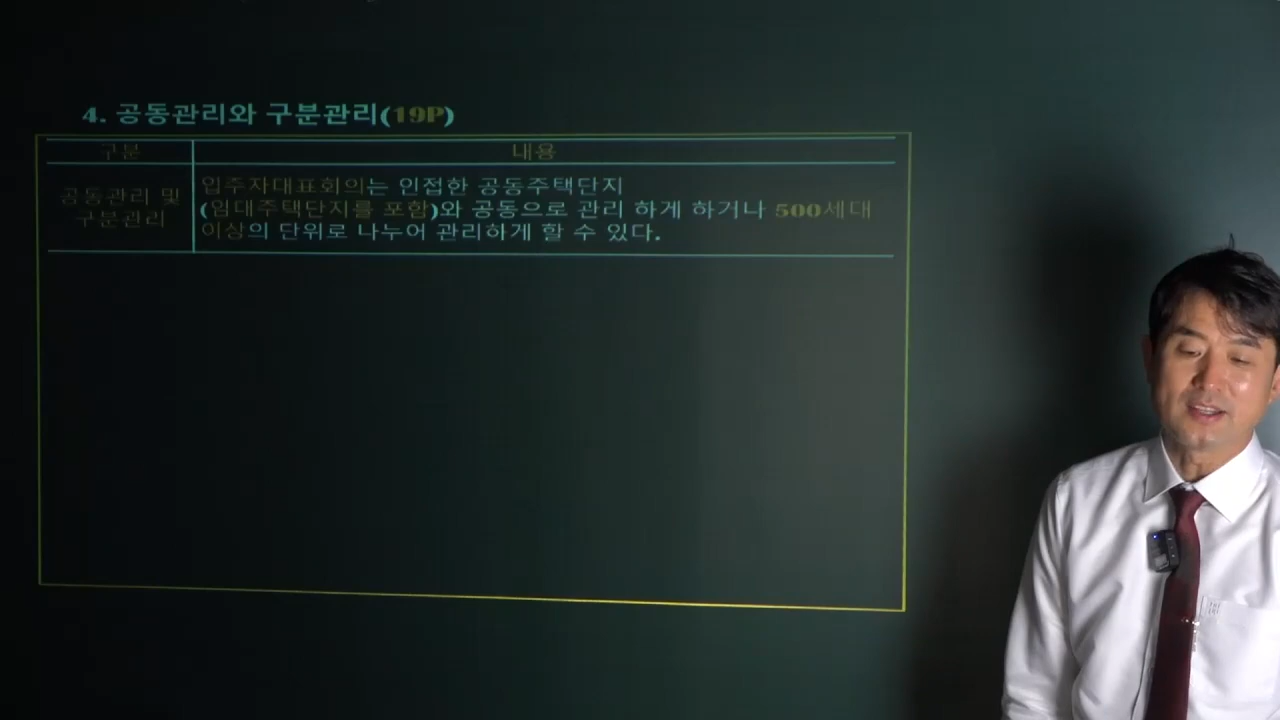 4. 공동관리와 구분관리(19P)
구분
내용
공동관리 및
구분관리
입주자대표회의는 인접한 공동주택단지
(임대주택단지를 포함)와 공동으로 관리 하게 하거나 500세대
이상의 단위로 나누어 관리하게 할 수 있다.